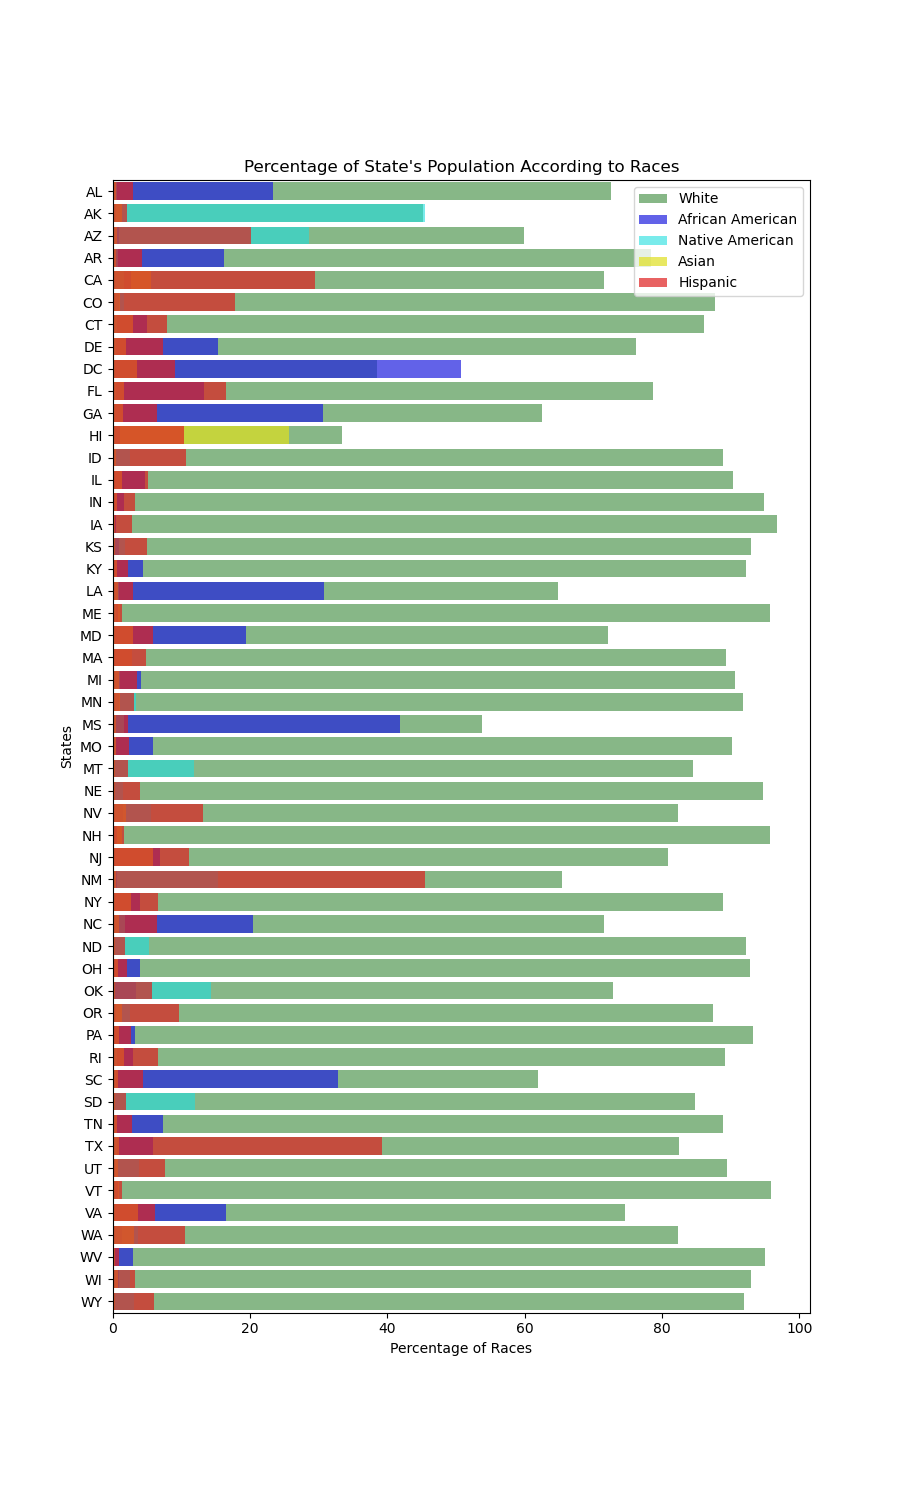 Percentage of State's Population According to Races
White
African American
Native American
Asian
Hispanic
AL
AK
AZ
AR
CA
CO
CT
DE
DC
FL
GA
HI
ID
IL
IN
IA
KS
KY
LA
ME
MD
MA
MI
MN
MS
MO
MT
NE
NV
NH
NJ
NM
NY
NC
ND
OH
OK
OR
PA
RI
SC
SD
TN
TX
UT
VT
VA
WA
WV
WI
WY
States
0 20 40 60 80 100
Percentage of Races